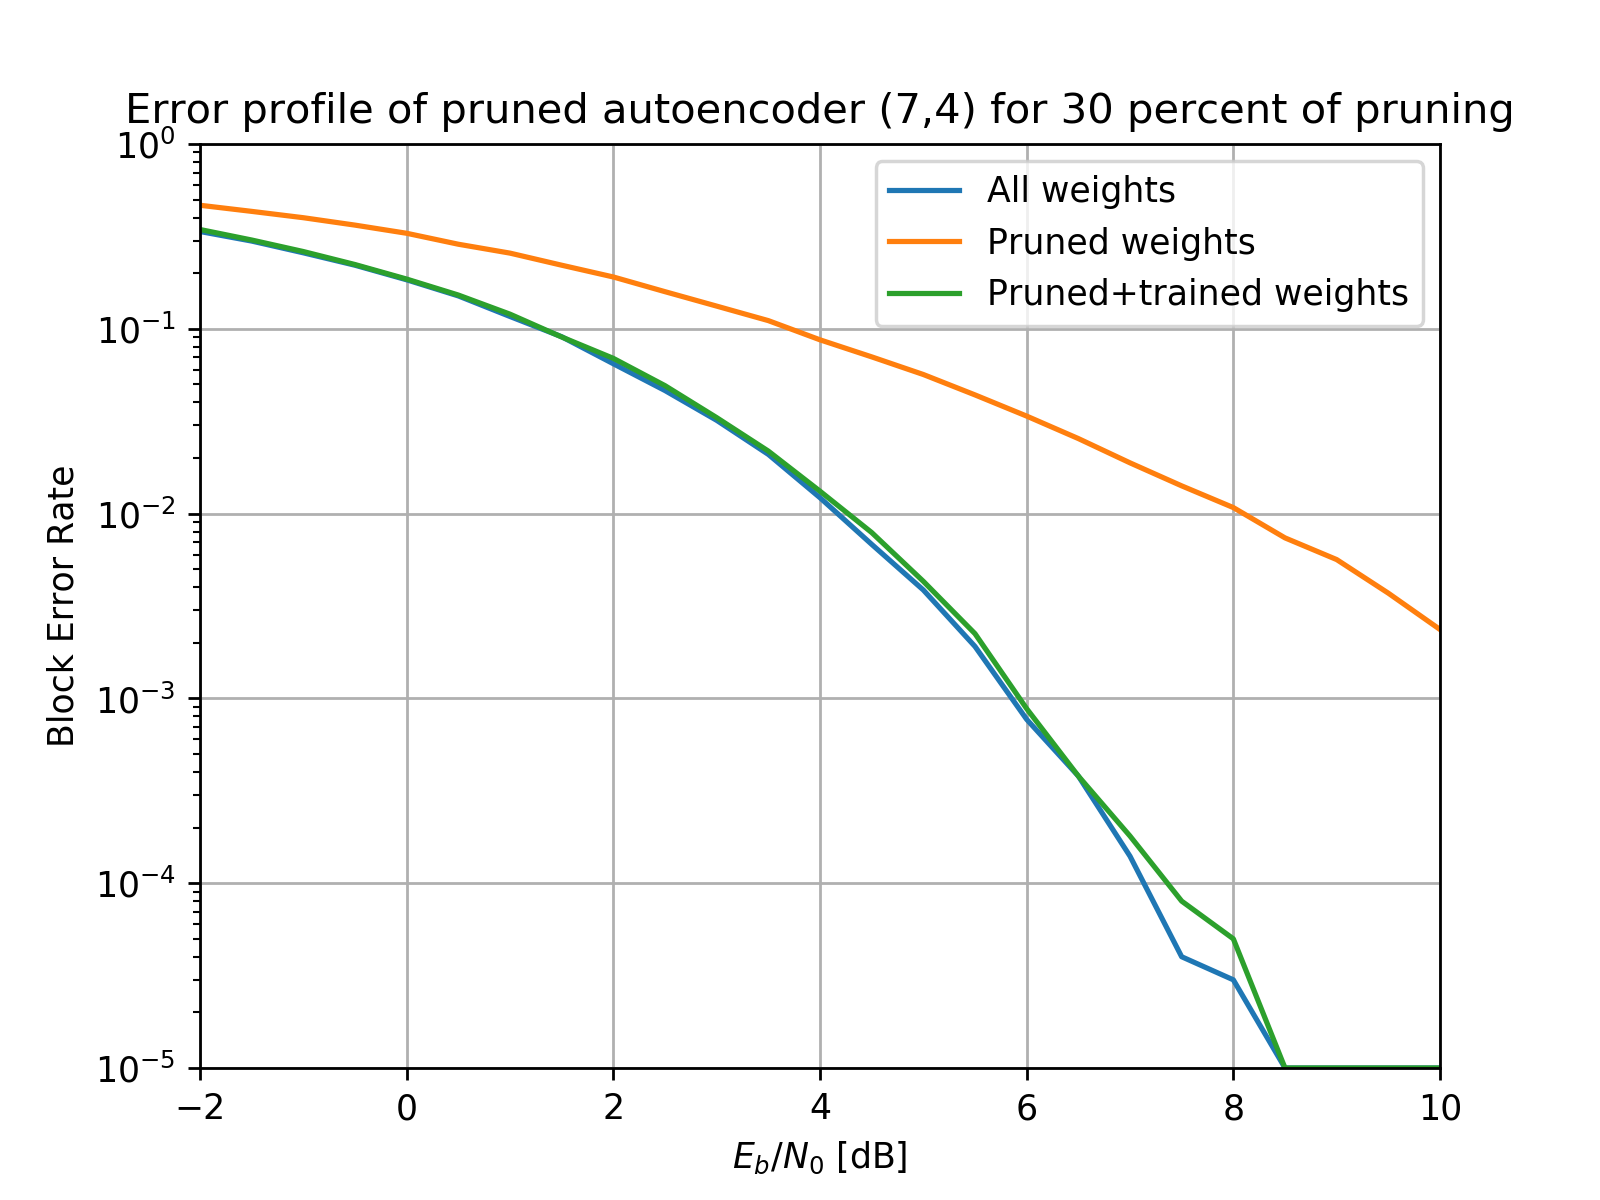 Error profile of pruned autoencoder (7,4) for 30 percent of pruning
All weights
Pruned weights
Pruned+trained weights
Block Error Rate
10⁰
10⁻¹
10⁻²
10⁻³
10⁻⁴
10⁻⁵
−2 0 2 4 6 8 10
E_b/N_0 [dB]